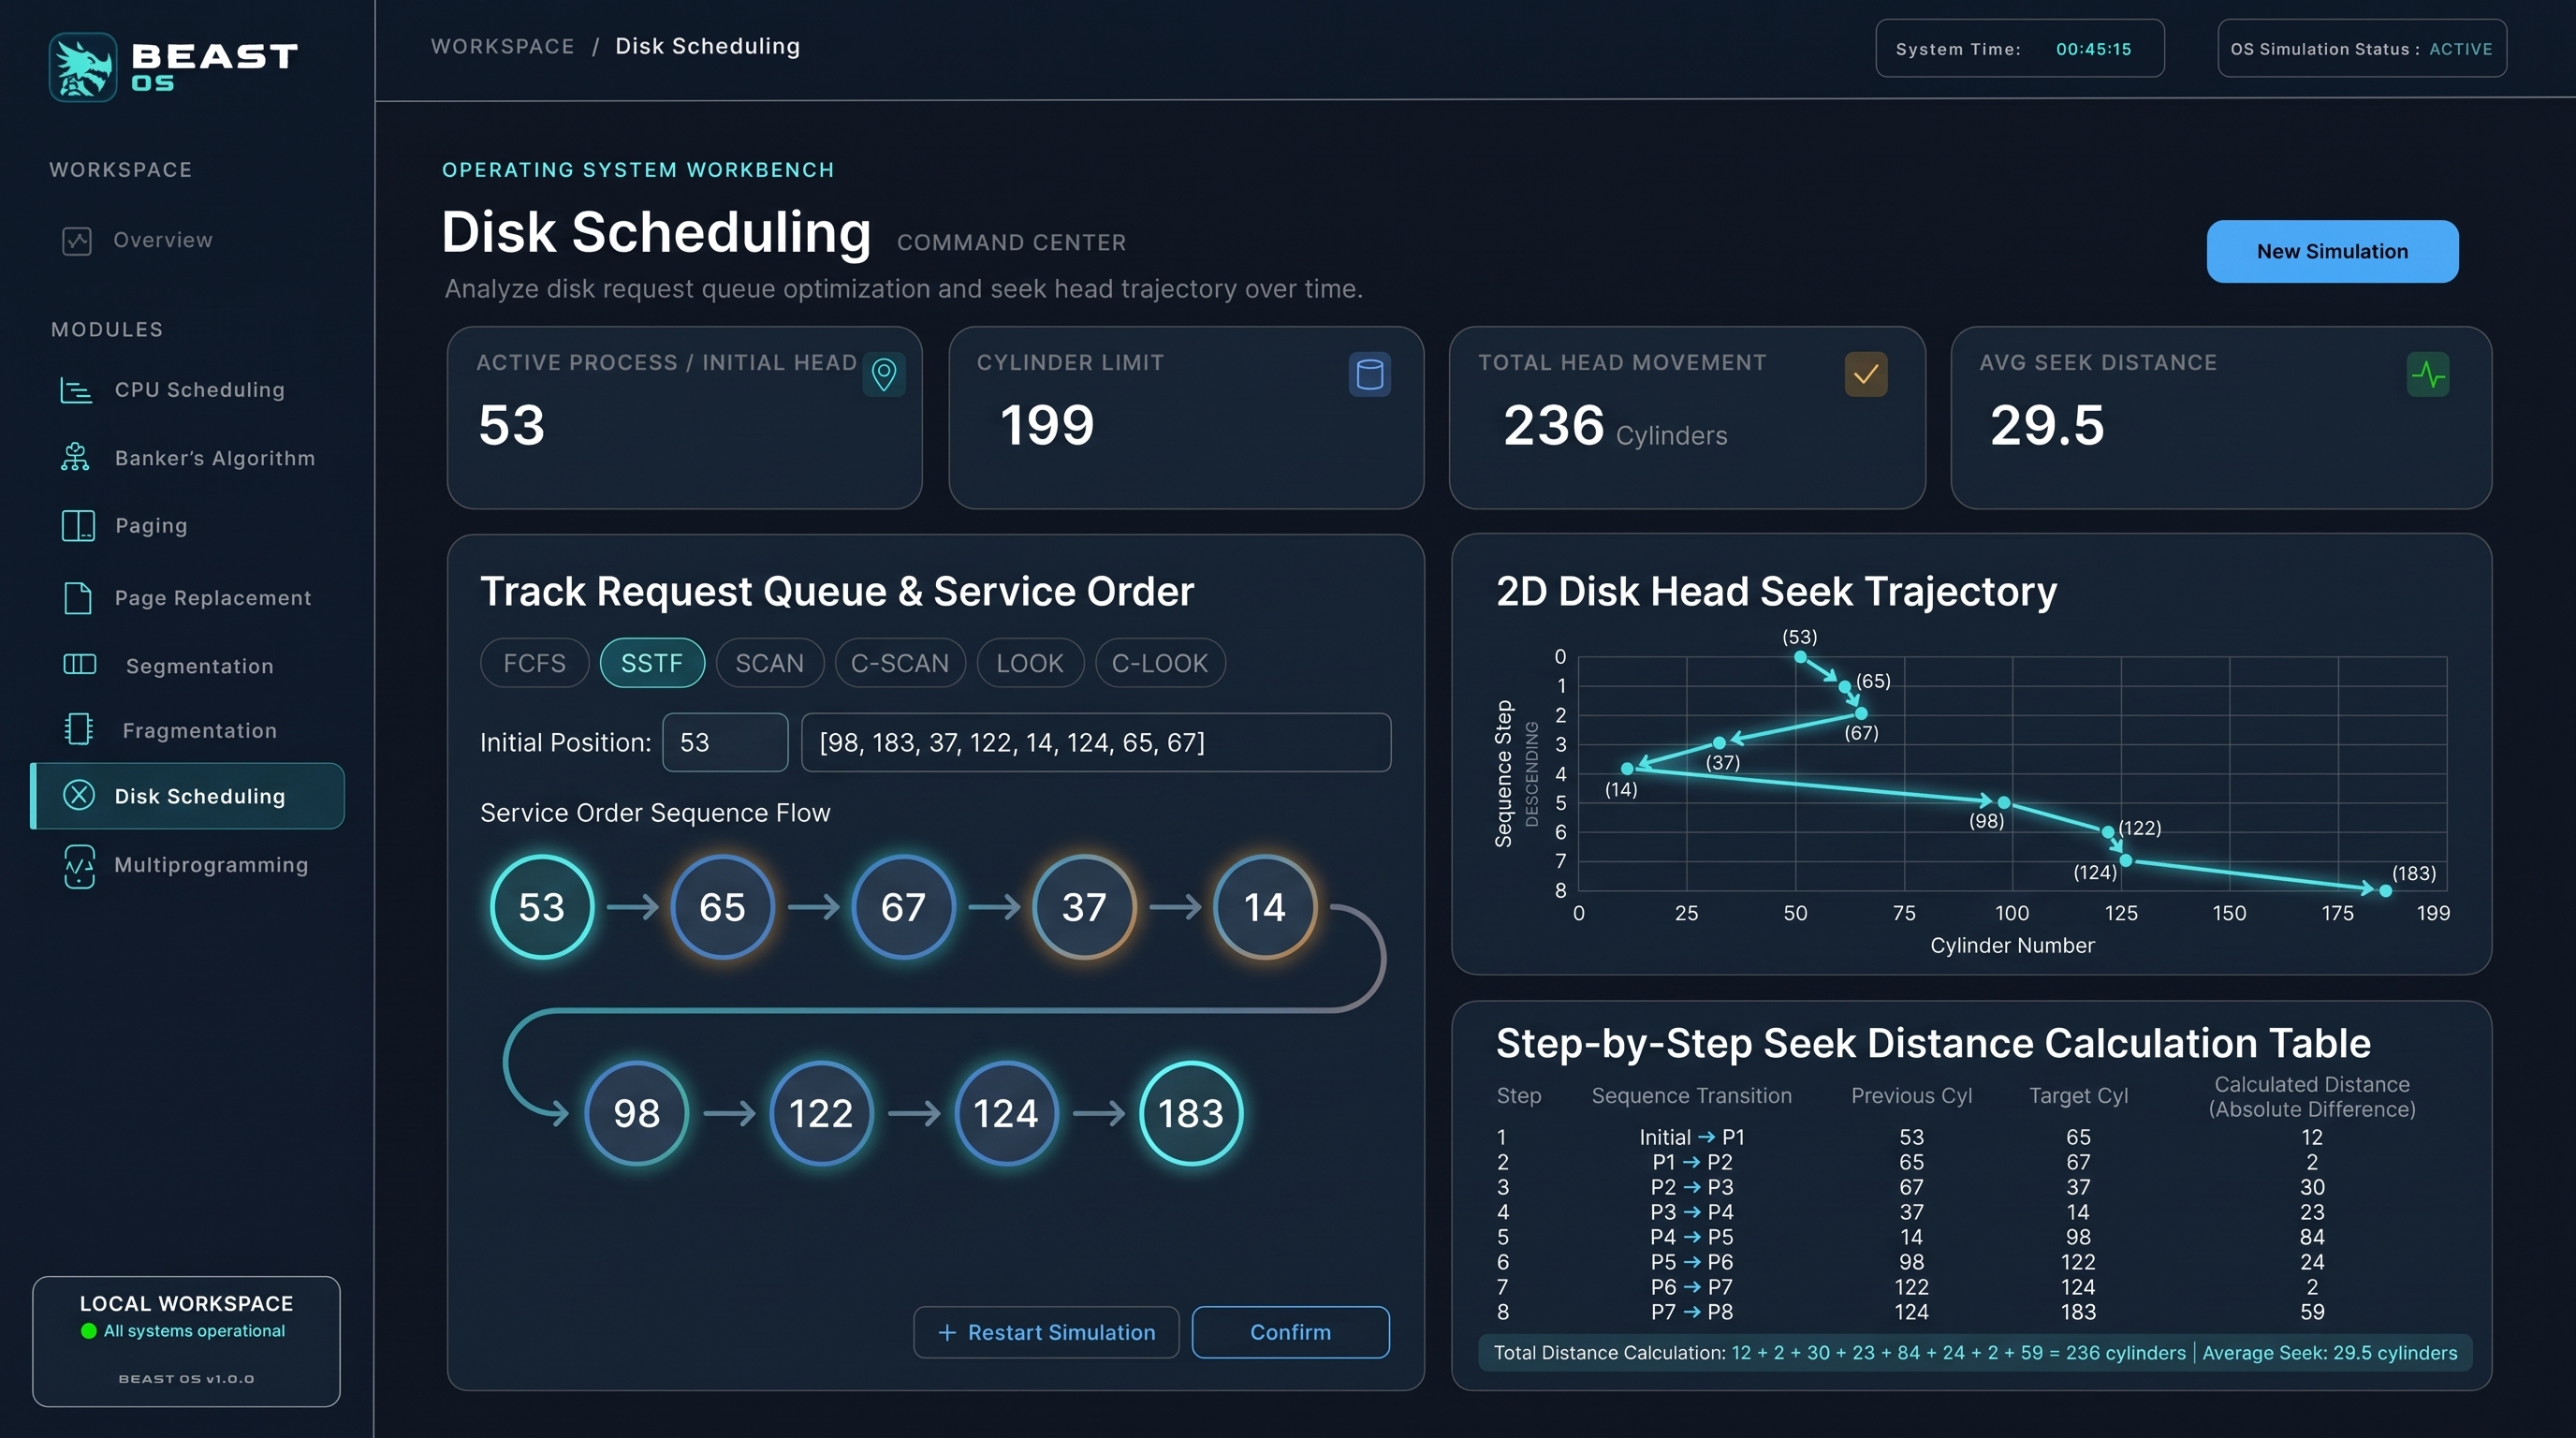 BEAST
OS
WORKSPACE
Overview
MODULES
CPU Scheduling
Banker's Algorithm
Paging
Page Replacement
Segmentation
Fragmentation
Disk Scheduling
Multiprogramming
LOCAL WORKSPACE
All systems operational
BEAST OS v1.0.0
WORKSPACE / Disk Scheduling
System Time: 00:45:15
OS Simulation Status : ACTIVE
OPERATING SYSTEM WORKBENCH
Disk Scheduling COMMAND CENTER
Analyze disk request queue optimization and seek head trajectory over time.
New Simulation
ACTIVE PROCESS / INITIAL HEAD
53
CYLINDER LIMIT
199
TOTAL HEAD MOVEMENT
236 Cylinders
AVG SEEK DISTANCE
29.5
Track Request Queue & Service Order
FCFS SSTF SCAN C-SCAN LOOK C-LOOK
Initial Position: 53 [98, 183, 37, 122, 14, 124, 65, 67]
Service Order Sequence Flow
53 65 67 37 14
98 122 124 183
+ Restart Simulation
Confirm
2D Disk Head Seek Trajectory
Sequence Step
DESCENDING
0
1
2
3
4
5
6
7
8
(53)
(65)
(67)
(37)
(14)
(98)
(122)
(124)
(183)
0 25 50 75 100 125 150 175 199
Cylinder Number
Step-by-Step Seek Distance Calculation Table
Step Sequence Transition Previous Cyl Target Cyl Calculated Distance
(Absolute Difference)
1 Initial → P1 53 65 12
2 P1 → P2 65 67 2
3 P2 → P3 67 37 30
4 P3 → P4 37 14 23
5 P4 → P5 14 98 84
6 P5 → P6 98 122 24
7 P6 → P7 122 124 2
8 P7 → P8 124 183 59
Total Distance Calculation: 12 + 2 + 30 + 23 + 84 + 24 + 2 + 59 = 236 cylinders | Average Seek: 29.5 cylinders